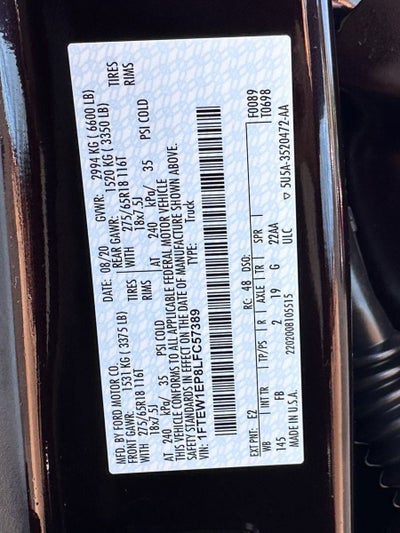 MFD. BY FORD MOTOR CO.
DATE: 08/20 GVWR: 2994 KG ( 6600 LB)
FRONT GAWR: 1531 KG ( 3375 LB) REAR GAWR: 1520 KG ( 3350 LB)
WITH 275/65R18 116T TIRES WITH 275/65R18 116T TIRES
18x7.5J RIMS 18x7.5J RIMS
AT 240 kPa/ 35 PSI COLD AT 240 kPa/ 35 PSI COLD
THIS VEHICLE CONFORMS TO ALL APPLICABLE FEDERAL MOTOR VEHICLE
SAFETY STANDARDS IN EFFECT ON THE DATE OF MANUFACTURE SHOWN ABOVE.
VIN: 1FTEW1EP8LFC57389 TYPE: Truck
F0089
T0698
EXT PNT: E2 RC: 48 DSO:
WB INT TR TP/PS R AXLE TR SPR
145 FB 2 19 G 22AA
U.S.A. 2202008105515 ULC ▽ 5U5A-3520472-AA